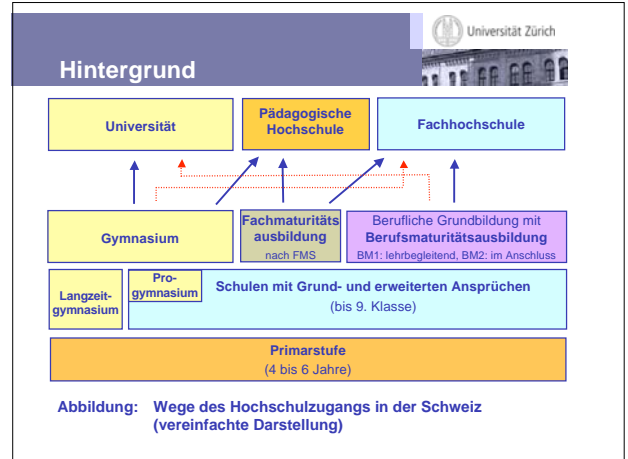 Universität Zürich
Hintergrund
Universität
Pädagogische
Hochschule
Fachhochschule
Gymnasium
Fachmaturitäts
ausbildung
nach FMS
Berufliche Grundbildung mit
Berufsmaturitätsausbildung
BM1: lehrbegleitend, BM2: im Anschluss
Langzeit-
gymnasium
Pro-
gymnasium
Schulen mit Grund- und erweiterten Ansprüchen
(bis 9. Klasse)
Primarstufe
(4 bis 6 Jahre)
Abbildung: Wege des Hochschulzugangs in der Schweiz
(vereinfachte Darstellung)